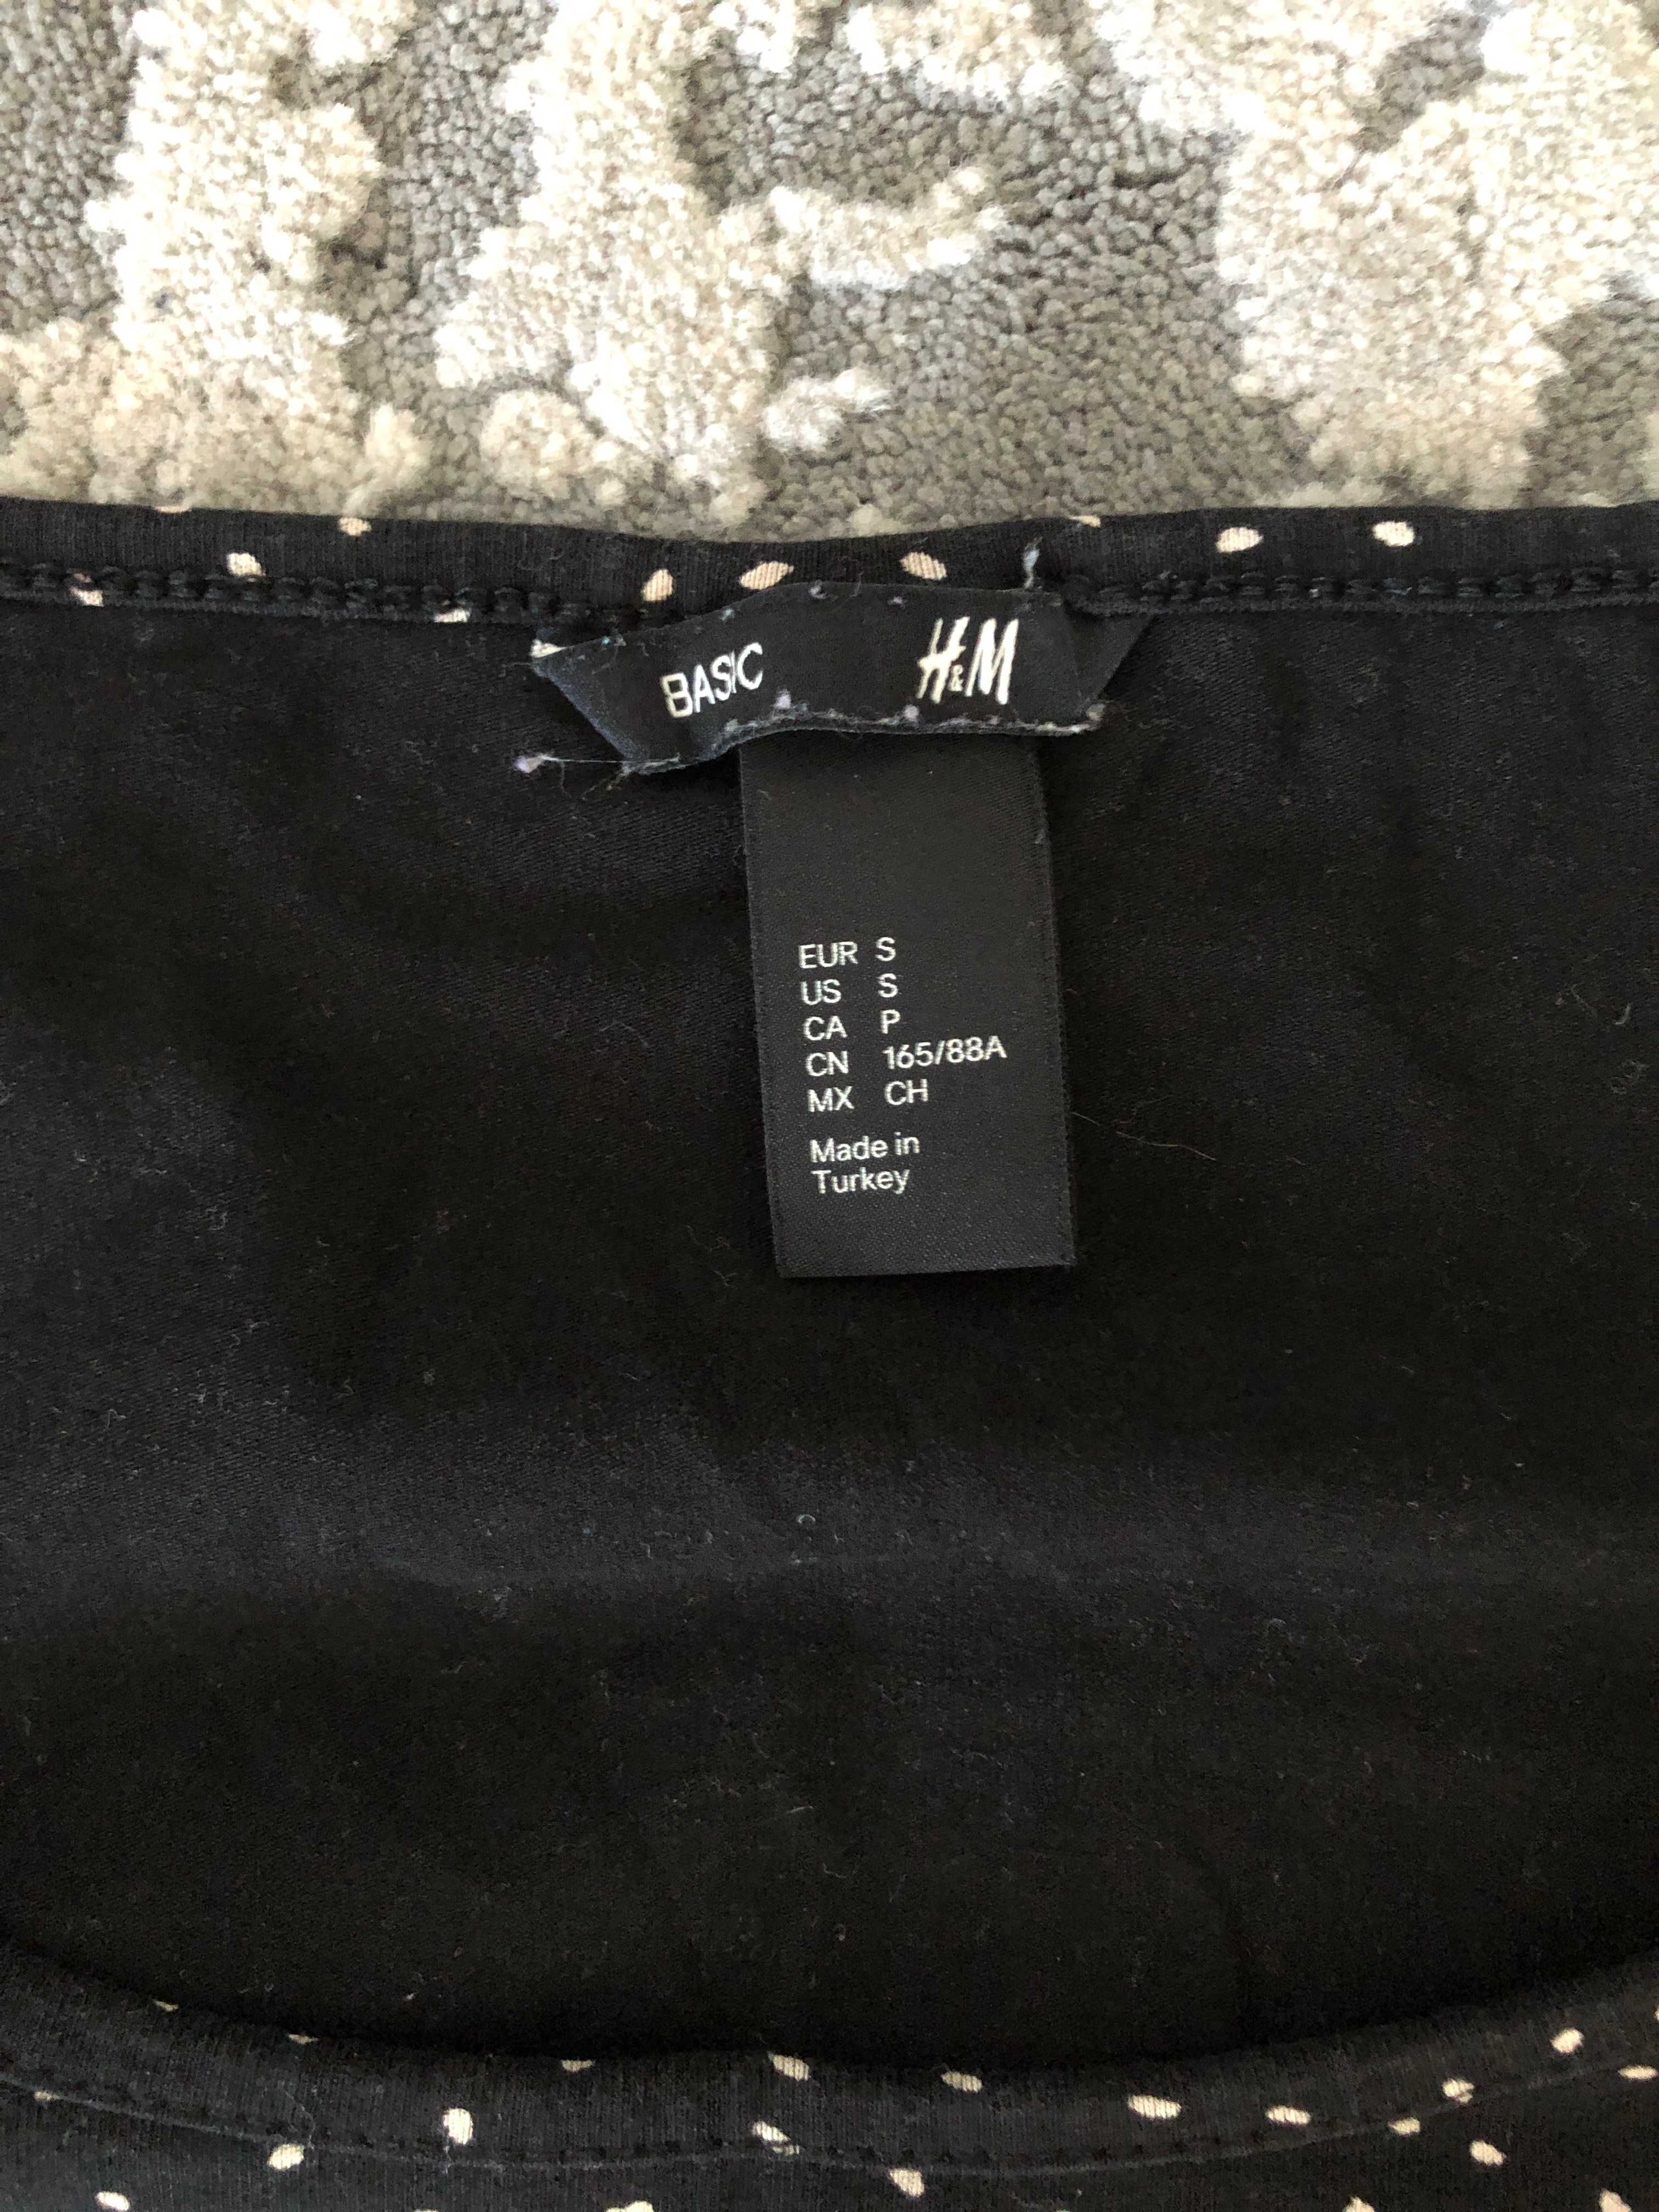 BASIC H&M
EUR S
US S
CA P
CN 165/88A
MX CH
Made in
Turkey